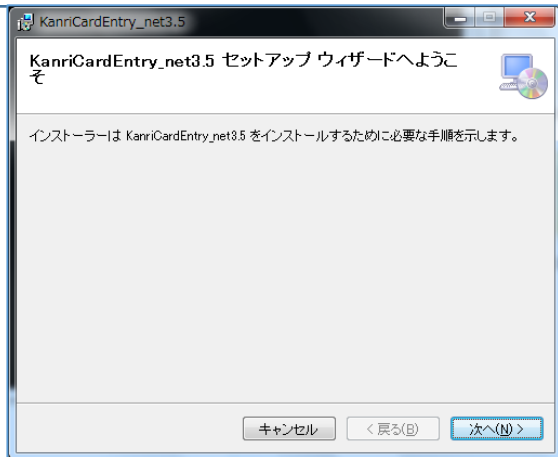 KanriCardEntry_net3.5
KanriCardEntry_net3.5 セットアップ ウィザードへようこ
そ
インストーラーは KanriCardEntry_net3.5 をインストールするために必要な手順を示します。
キャンセル
< 戻る(B)
次へ(N) >